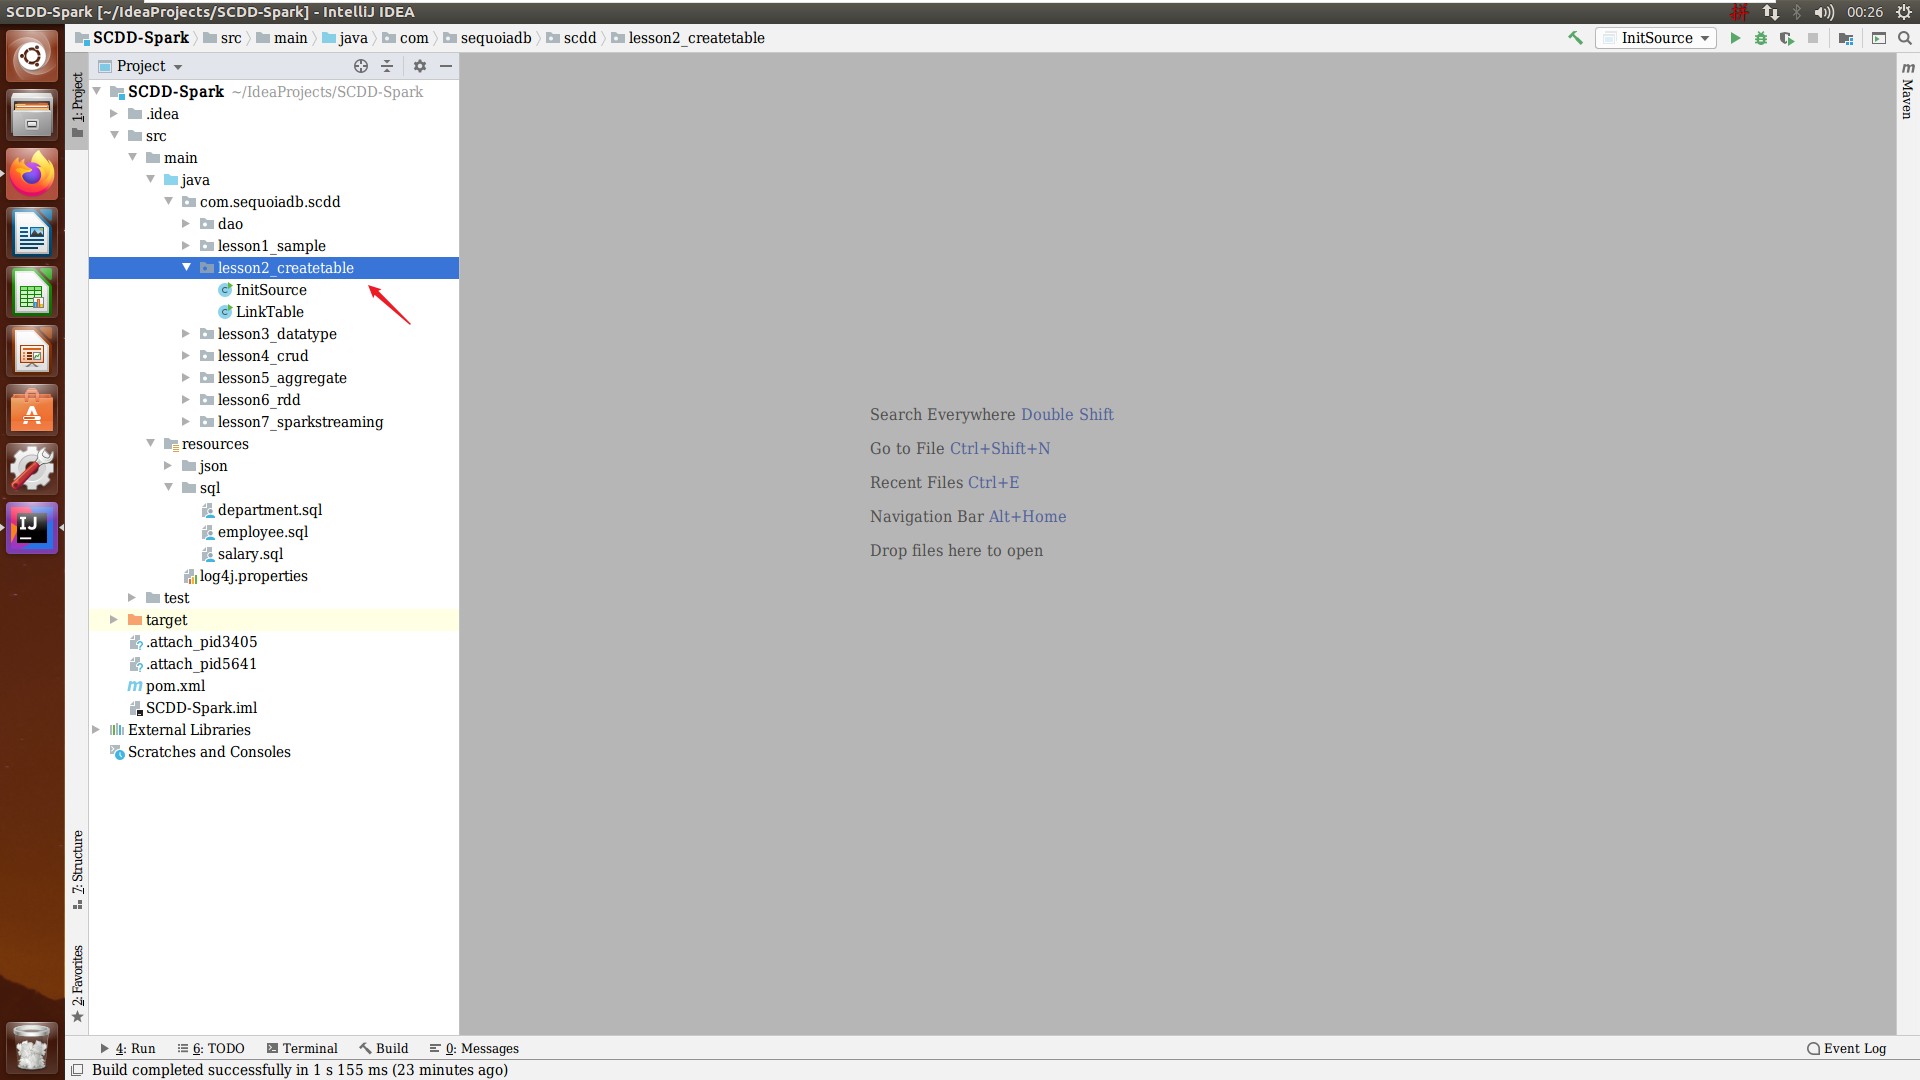 SCDD-Spark [~/IdeaProjects/SCDD-Spark] - IntelliJ IDEA
拼
00:26
SCDD-Spark src main java com sequoiadb scdd lesson2_createtable
InitSource
Project
SCDD-Spark ~/IdeaProjects/SCDD-Spark
.idea
src
main
java
com.sequoiadb.scdd
dao
lesson1_sample
lesson2_createtable
InitSource
LinkTable
lesson3_datatype
lesson4_crud
lesson5_aggregate
lesson6_rdd
lesson7_sparkstreaming
resources
json
sql
department.sql
employee.sql
salary.sql
log4j.properties
test
target
.attach_pid3405
.attach_pid5641
pom.xml
SCDD-Spark.iml
External Libraries
Scratches and Consoles
1: Project
7: Structure
2: Favorites
Search Everywhere Double Shift
Go to File Ctrl+Shift+N
Recent Files Ctrl+E
Navigation Bar Alt+Home
Drop files here to open
m
Maven
4: Run
6: TODO
Terminal
Build
0: Messages
Event Log
Build completed successfully in 1 s 155 ms (23 minutes ago)